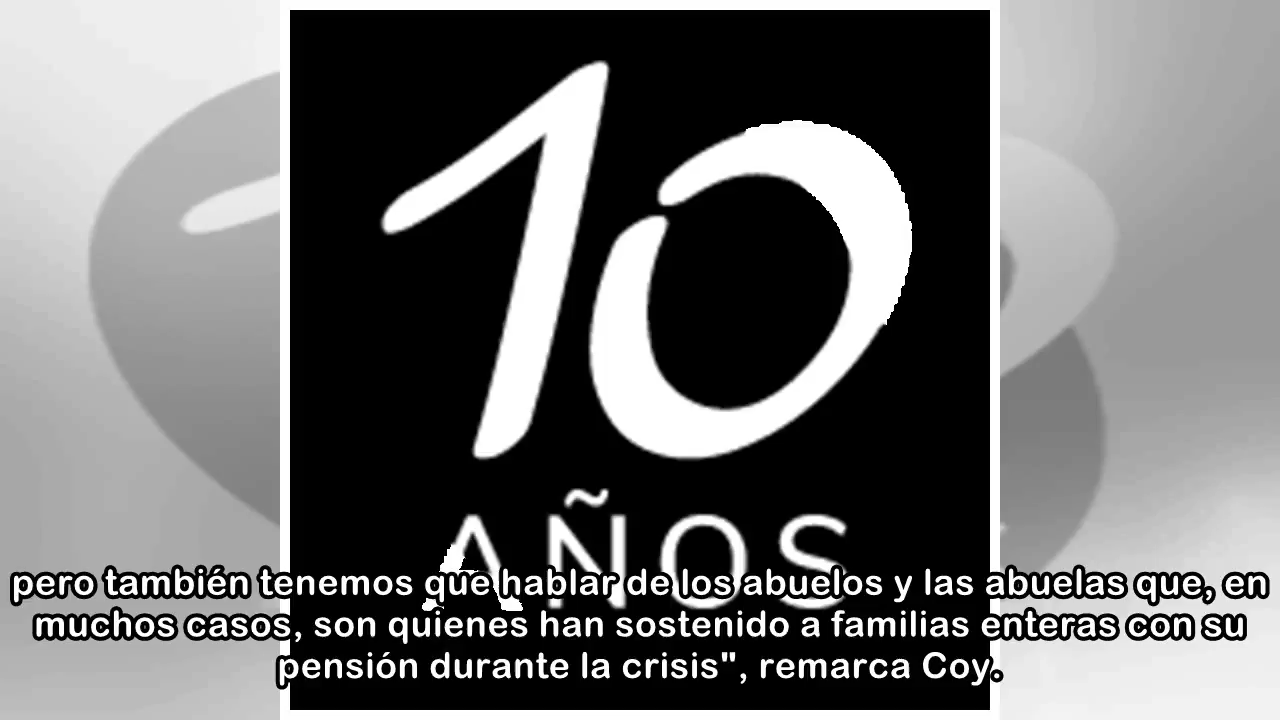 10
AÑOS
pero también tenemos que hablar de los abuelos y las abuelas que, en
muchos casos, son quienes han sostenido a familias enteras con su
pensión durante la crisis", remarca Coy.